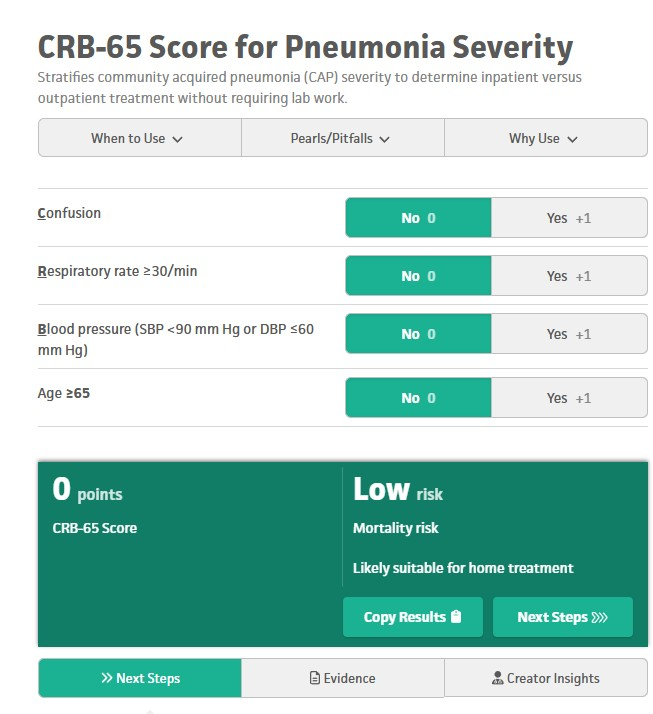 CRB-65 Score for Pneumonia Severity
Stratifies community acquired pneumonia (CAP) severity to determine inpatient versus
outpatient treatment without requiring lab work.
When to Use
Pearls/Pitfalls
Why Use
Confusion
No 0
Yes +1
Respiratory rate ≥30/min
No 0
Yes +1
Blood pressure (SBP <90 mm Hg or DBP ≤60
mm Hg)
No 0
Yes +1
Age ≥65
No 0
Yes +1
0 points
CRB-65 Score
Low risk
Mortality risk
Likely suitable for home treatment
Copy Results
Next Steps
Next Steps
Evidence
Creator Insights